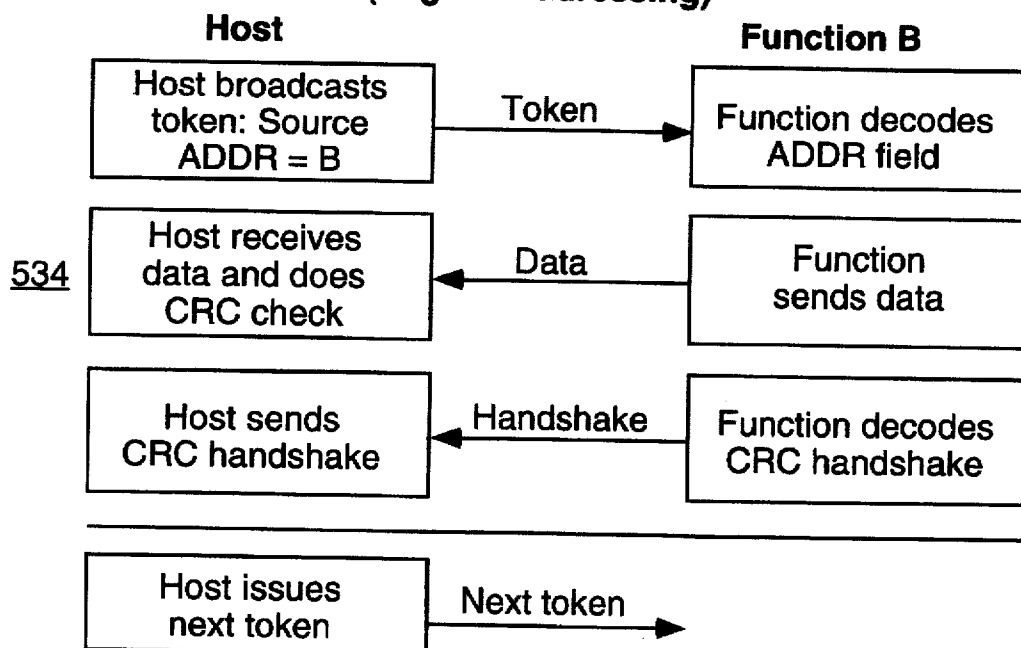 Host
Function B
Host broadcasts
token: Source
ADDR = B
Token
Function decodes
ADDR field
534
Host receives
data and does
CRC check
Data
Function
sends data
Host sends
CRC handshake
Handshake
Function decodes
CRC handshake
Host issues
next token
Next token